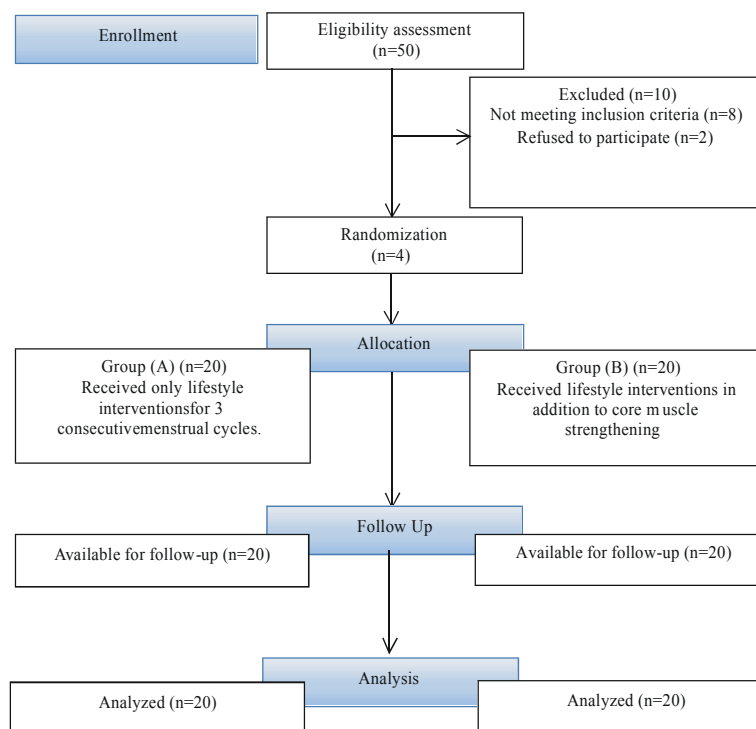 Enrollment
Eligibility assessment
(n=50)
Excluded (n=10)
Not meeting inclusion criteria (n=8)
Refused to participate (n=2)
Randomization
(n=4)
Allocation
Group (A) (n=20)
Received only lifestyle
interventionsfor 3
consecutivemenstrual cycles.
Group (B) (n=20)
Received lifestyle interventions in
addition to core muscle
strengthening
Follow Up
Available for follow-up (n=20)
Available for follow-up (n=20)
Analysis
Analyzed (n=20)
Analyzed (n=20)